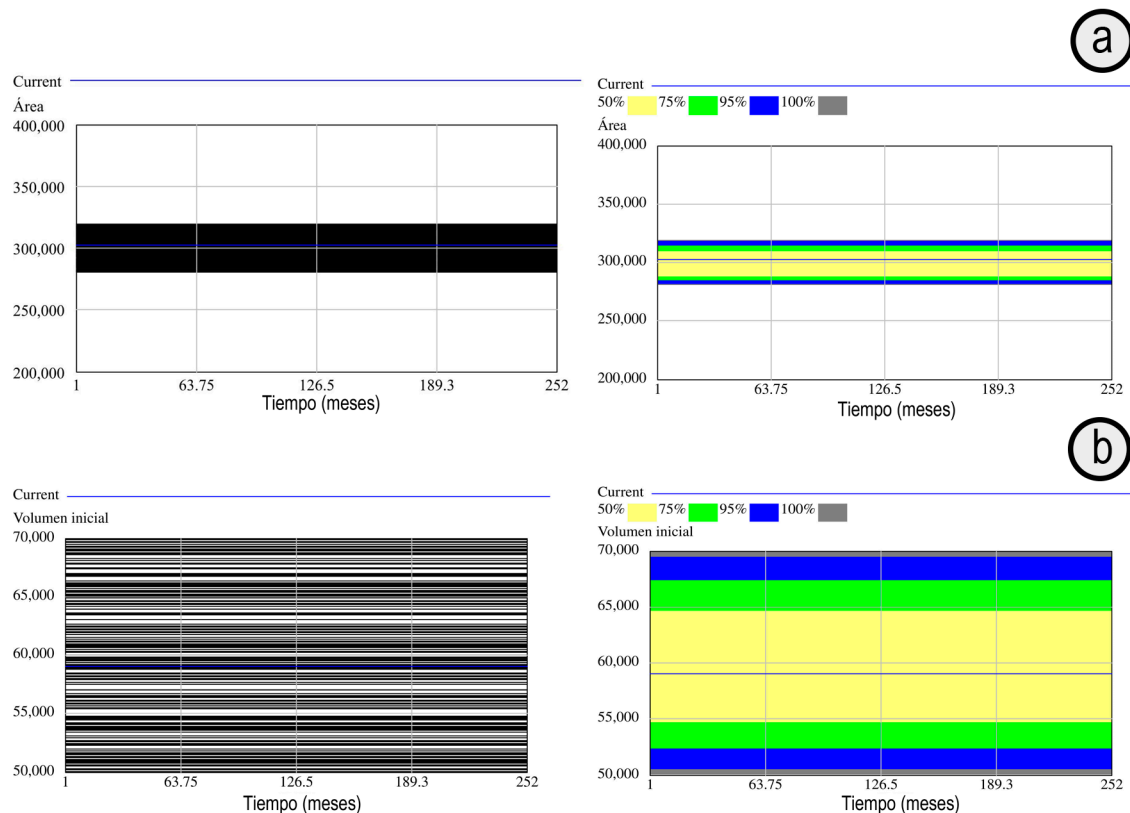 a
Current
Área
400,000
350,000
300,000
250,000
200,000
1 63.75 126.5 189.3 252
Tiempo (meses)
Current
50% 75% 95% 100%
Área
400,000
350,000
300,000
250,000
200,000
1 63.75 126.5 189.3 252
Tiempo (meses)
b
Current
Volumen inicial
70,000
65,000
60,000
55,000
50,000
1 63.75 126.5 189.3 252
Tiempo (meses)
Current
50% 75% 95% 100%
Volumen inicial
70,000
65,000
60,000
55,000
50,000
1 63.75 126.5 189.3 252
Tiempo (meses)